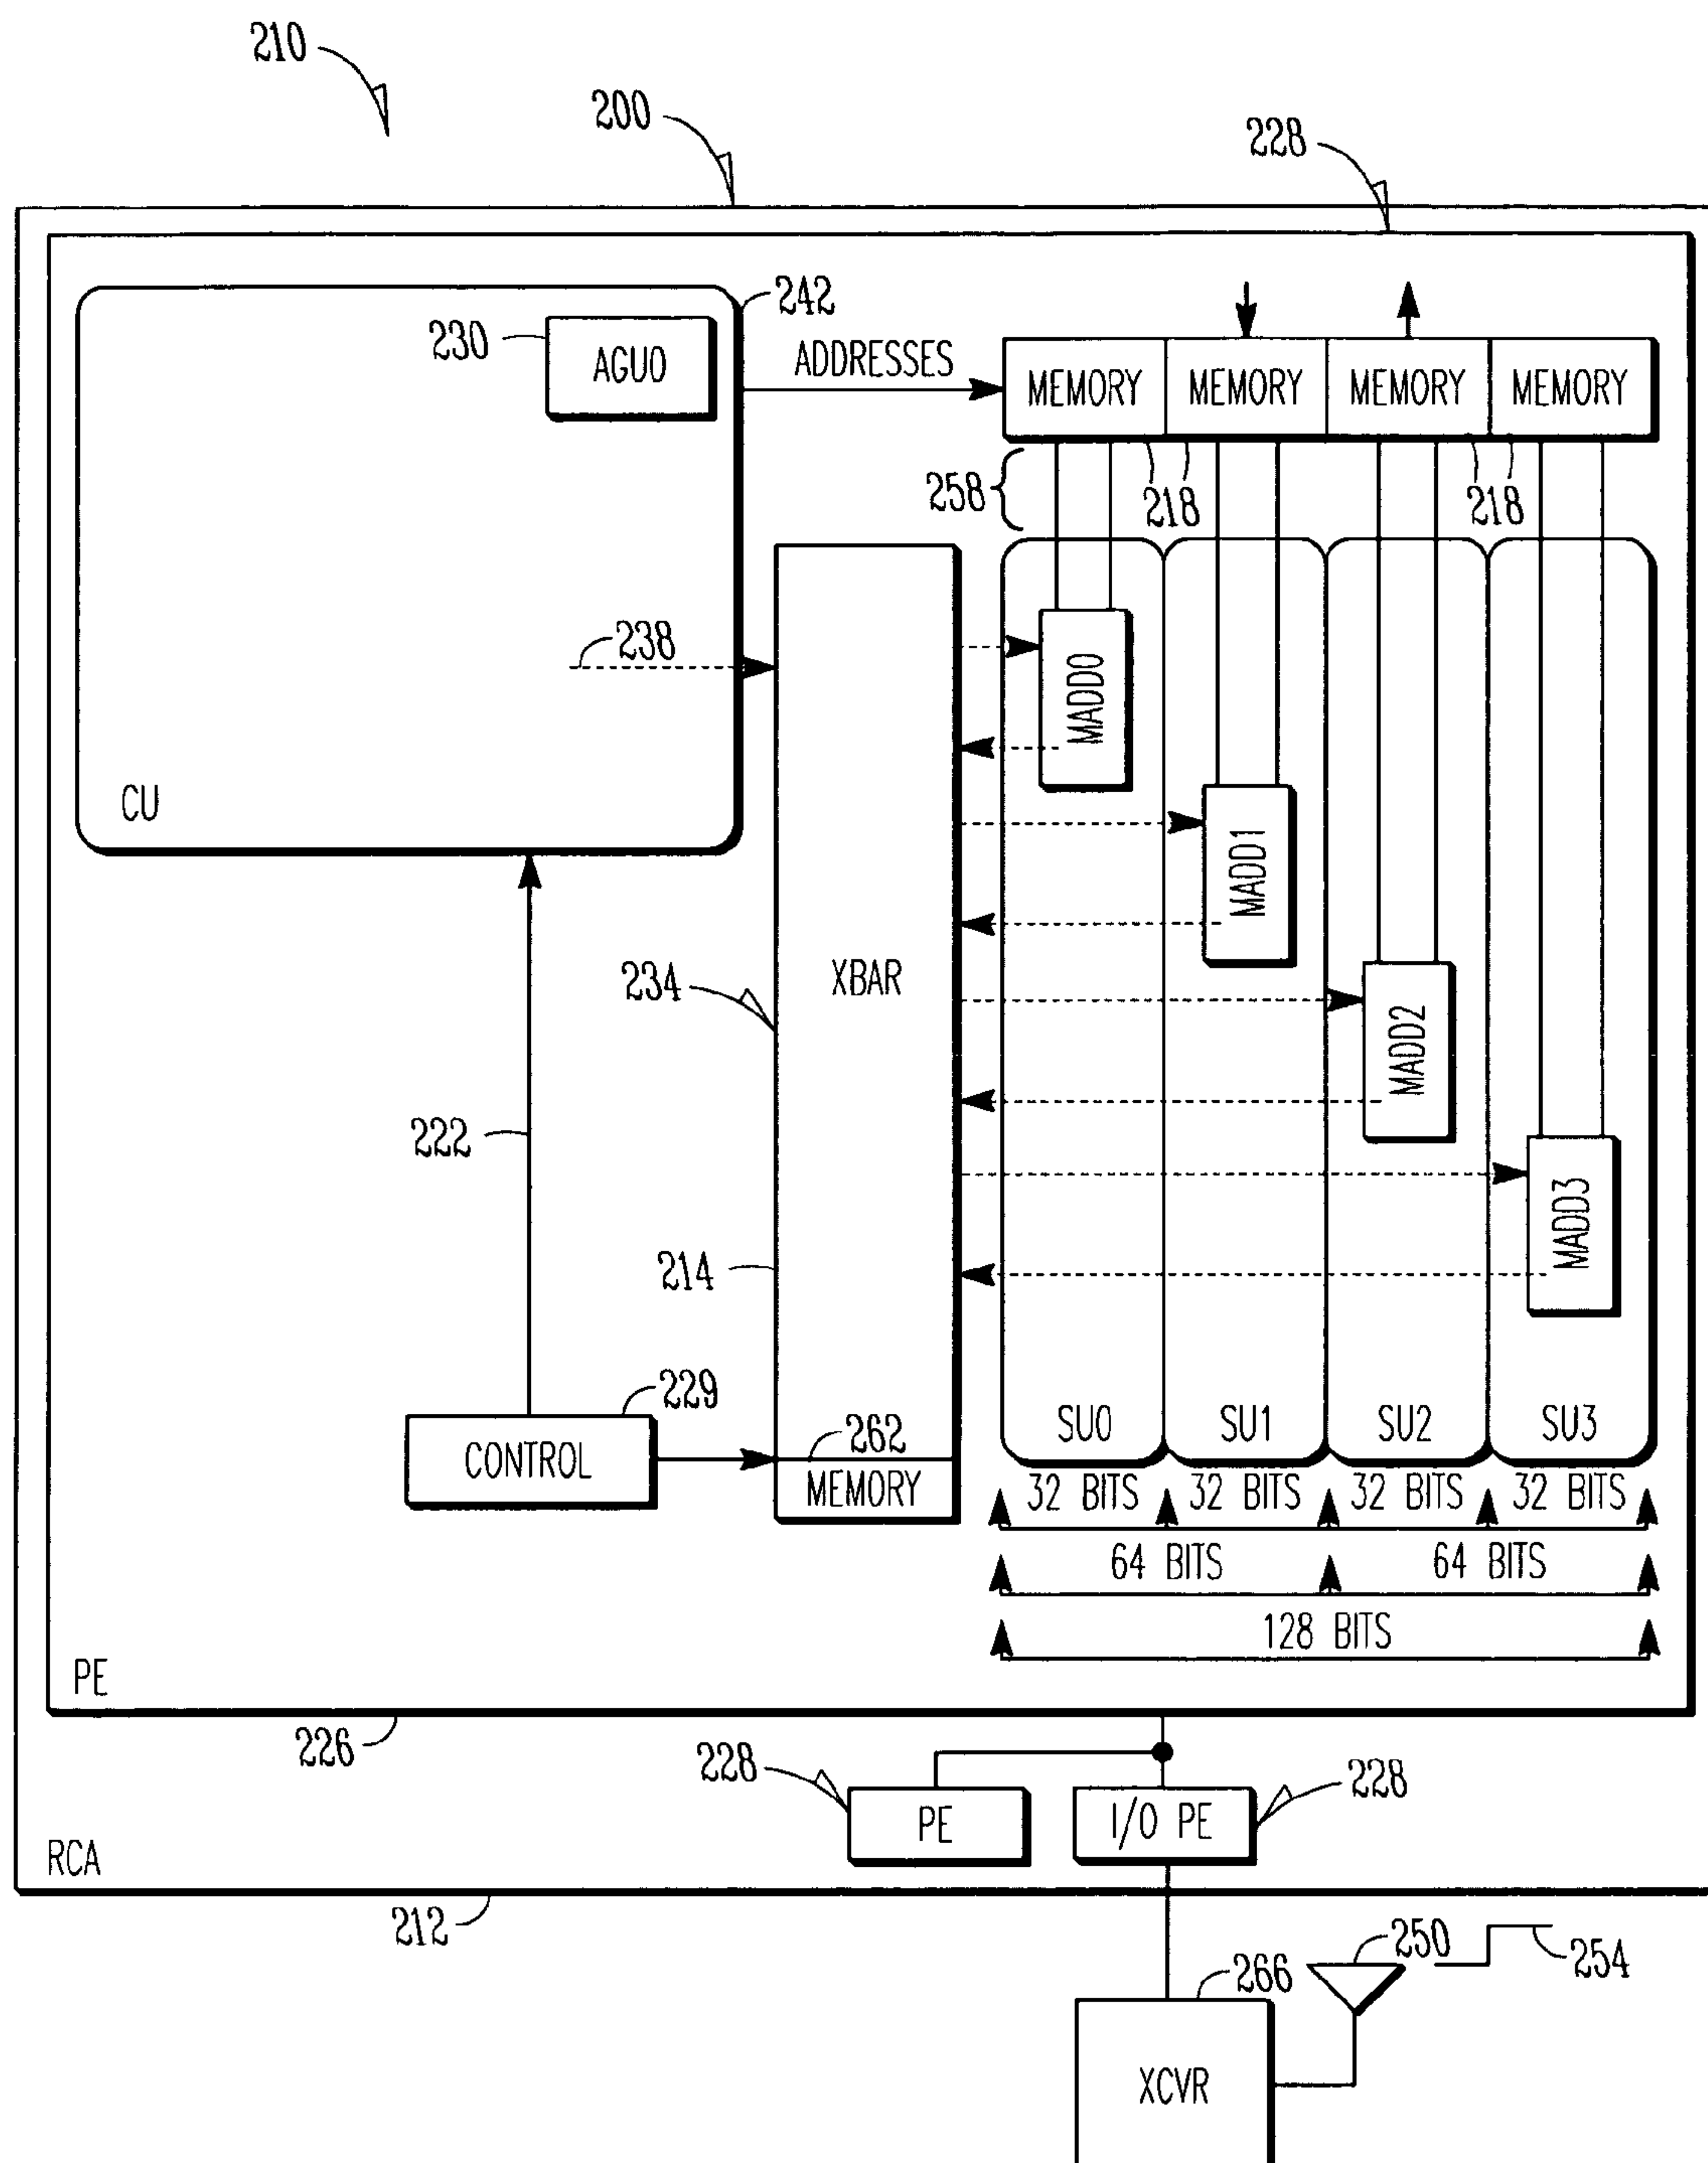 210
200
228
242
230
AGU0
ADDRESSES
MEMORY MEMORY MEMORY MEMORY
258
218
218
238
MADD0
CU
MADD1
XBAR
234
MADD2
222
MADD3
214
229
CONTROL
262
MEMORY
SU0 SU1 SU2 SU3
32 BITS 32 BITS 32 BITS 32 BITS
64 BITS 64 BITS
128 BITS
PE
226
228
PE
I/O PE
228
RCA
212
250
254
266
XCVR